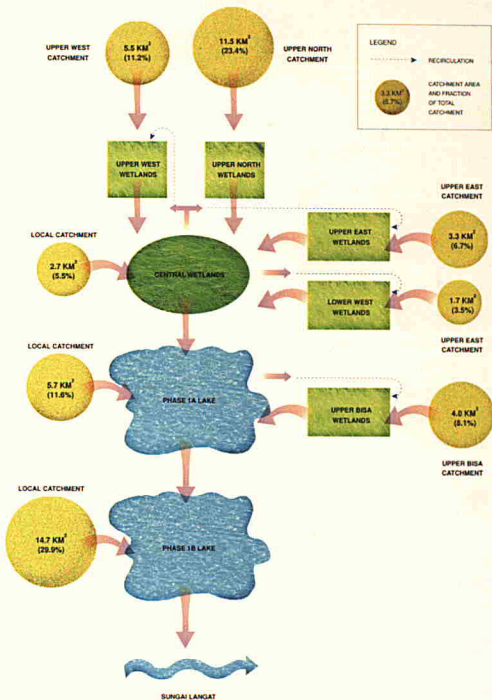 UPPER WEST
CATCHMENT
5.5 KM²
(11.2%)
11.5 KM²
(23.4%)
UPPER NORTH
CATCHMENT
LEGEND
RECIRCULATION
3.3 KM²
(6.7%)
CATCHMENT AREA
AND FRACTION
OF TOTAL
CATCHMENT
UPPER WEST
WETLANDS
UPPER NORTH
WETLANDS
UPPER EAST
CATCHMENT
UPPER EAST
WETLANDS
3.3 KM²
(6.7%)
LOCAL CATCHMENT
2.7 KM²
(5.5%)
CENTRAL WETLANDS
LOWER WEST
WETLANDS
1.7 KM²
(3.5%)
UPPER EAST
CATCHMENT
LOCAL CATCHMENT
5.7 KM²
(11.6%)
PHASE 1A LAKE
UPPER BISA
WETLANDS
4.0 KM²
(8.1%)
UPPER BISA
CATCHMENT
LOCAL CATCHMENT
14.7 KM²
(29.9%)
PHASE 1B LAKE
SUNGAI LANGAT